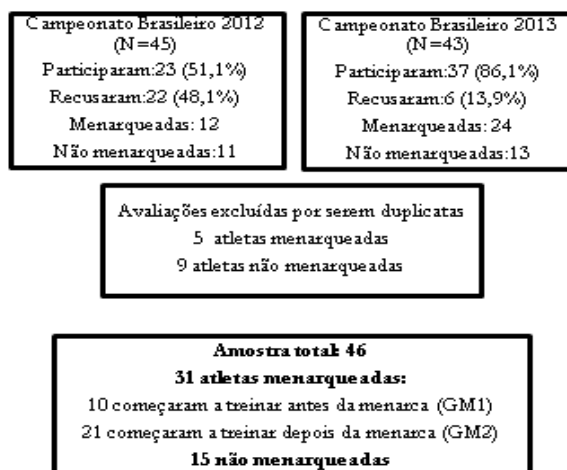 Campeonato Brasileiro 2012
(N=45)
Participaram:23 (51,1%)
Recusaram:22 (48,1%)
Menarqueadas: 12
Não menarqueadas:11
Campeonato Brasileiro 2013
(N=43)
Participaram:37 (86,1%)
Recusaram:6 (13,9%)
Menarqueadas: 24
Não menarqueadas:13
Avaliações excluídas por serem duplicatas
5 atletas menarqueadas
9 atletas não menarqueadas
Amostra total: 46
31 atletas menarqueadas:
10 começaram a treinar antes da menarca (GM1)
21 começaram a treinar depois da menarca (GM2)
15 não menarqueadas